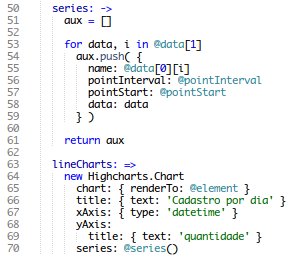 50 series: ->
51 aux = []
52
53 for data, i in @data[1]
54 aux.push( {
55 name: @data[0][i]
56 pointInterval: @pointInterval
57 pointStart: @pointStart
58 data: data
59 } )
60
61 return aux
62
63 lineCharts: =>
64 new Highcharts.Chart
65 chart: { renderTo: @element }
66 title: { text: 'Cadastro por dia' }
67 xAxis: { type: 'datetime' }
68 yAxis:
69 title: { text: 'quantidade' }
70 series: @series()